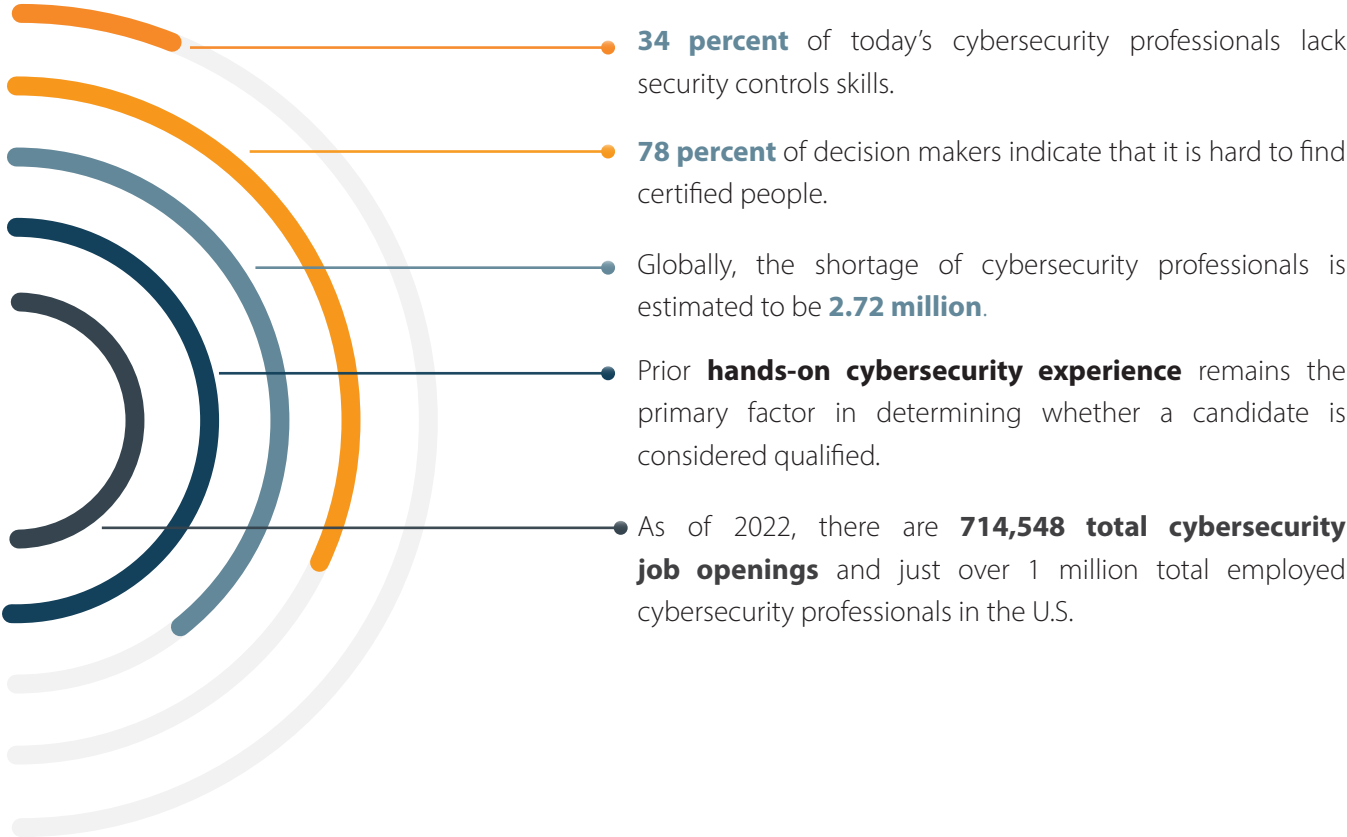 34 percent of today’s cybersecurity professionals lack
security controls skills.
78 percent of decision makers indicate that it is hard to find
certified people.
Globally, the shortage of cybersecurity professionals is
estimated to be 2.72 million.
Prior hands-on cybersecurity experience remains the
primary factor in determining whether a candidate is
considered qualified.
As of 2022, there are 714,548 total cybersecurity
job openings and just over 1 million total employed
cybersecurity professionals in the U.S.